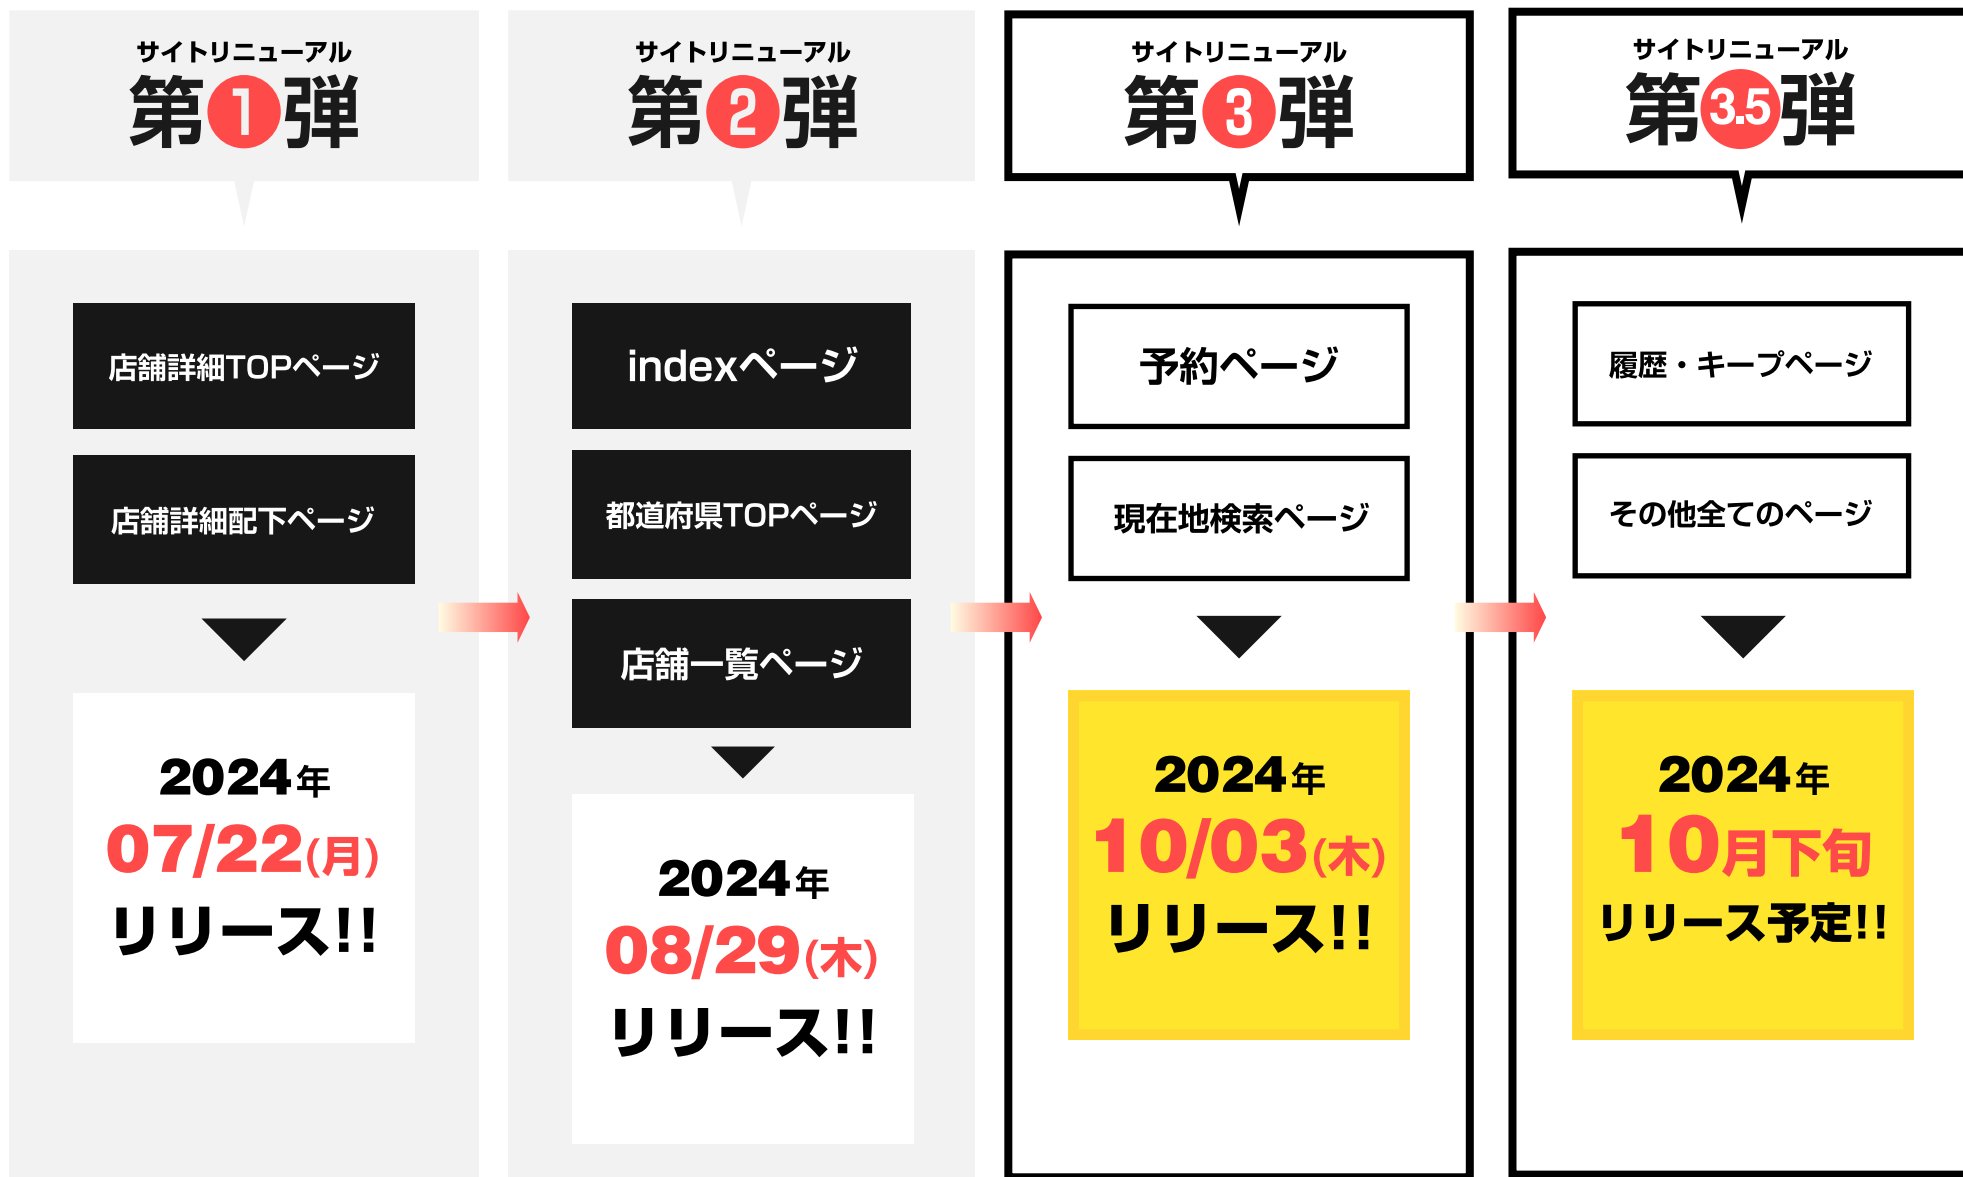 サイトリニューアル
第1弾
店舗詳細TOPページ
店舗詳細配下ページ
2024年
07/22(月)
リリース!!
サイトリニューアル
第2弾
indexページ
都道府県TOPページ
店舗一覧ページ
2024年
08/29(木)
リリース!!
サイトリニューアル
第3弾
予約ページ
現在地検索ページ
2024年
10/03(木)
リリース!!
サイトリニューアル
第3.5弾
履歴・キープページ
その他全てのページ
2024年
10月下旬
リリース予定!!